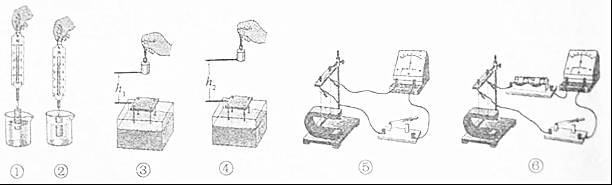 h₁
h₂
① ② ③ ④ ⑤ ⑥